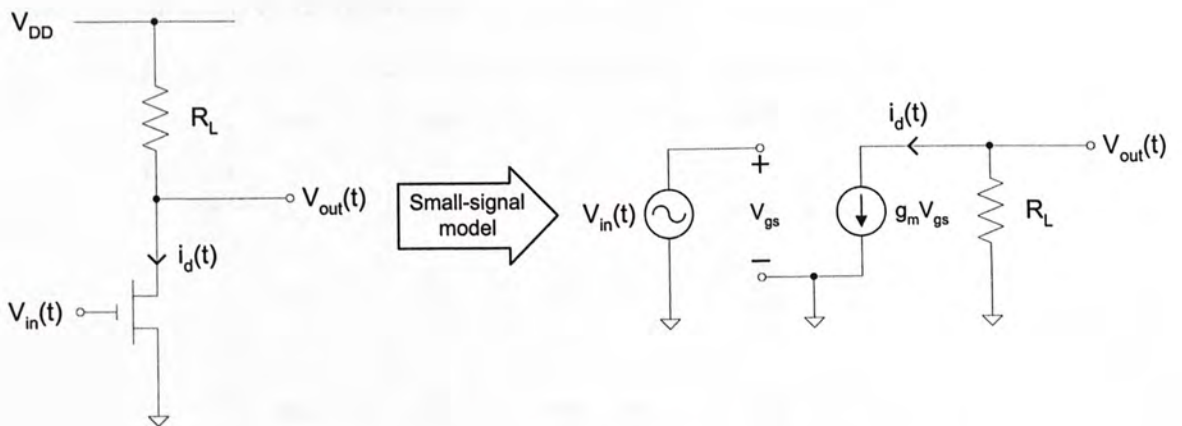 V_DD
R_L
V_out(t)
i_d(t)
V_in(t)
Small-signal
model
i_d(t)
V_out(t)
+
V_in(t)
V_gs
g_mV_gs
R_L
−